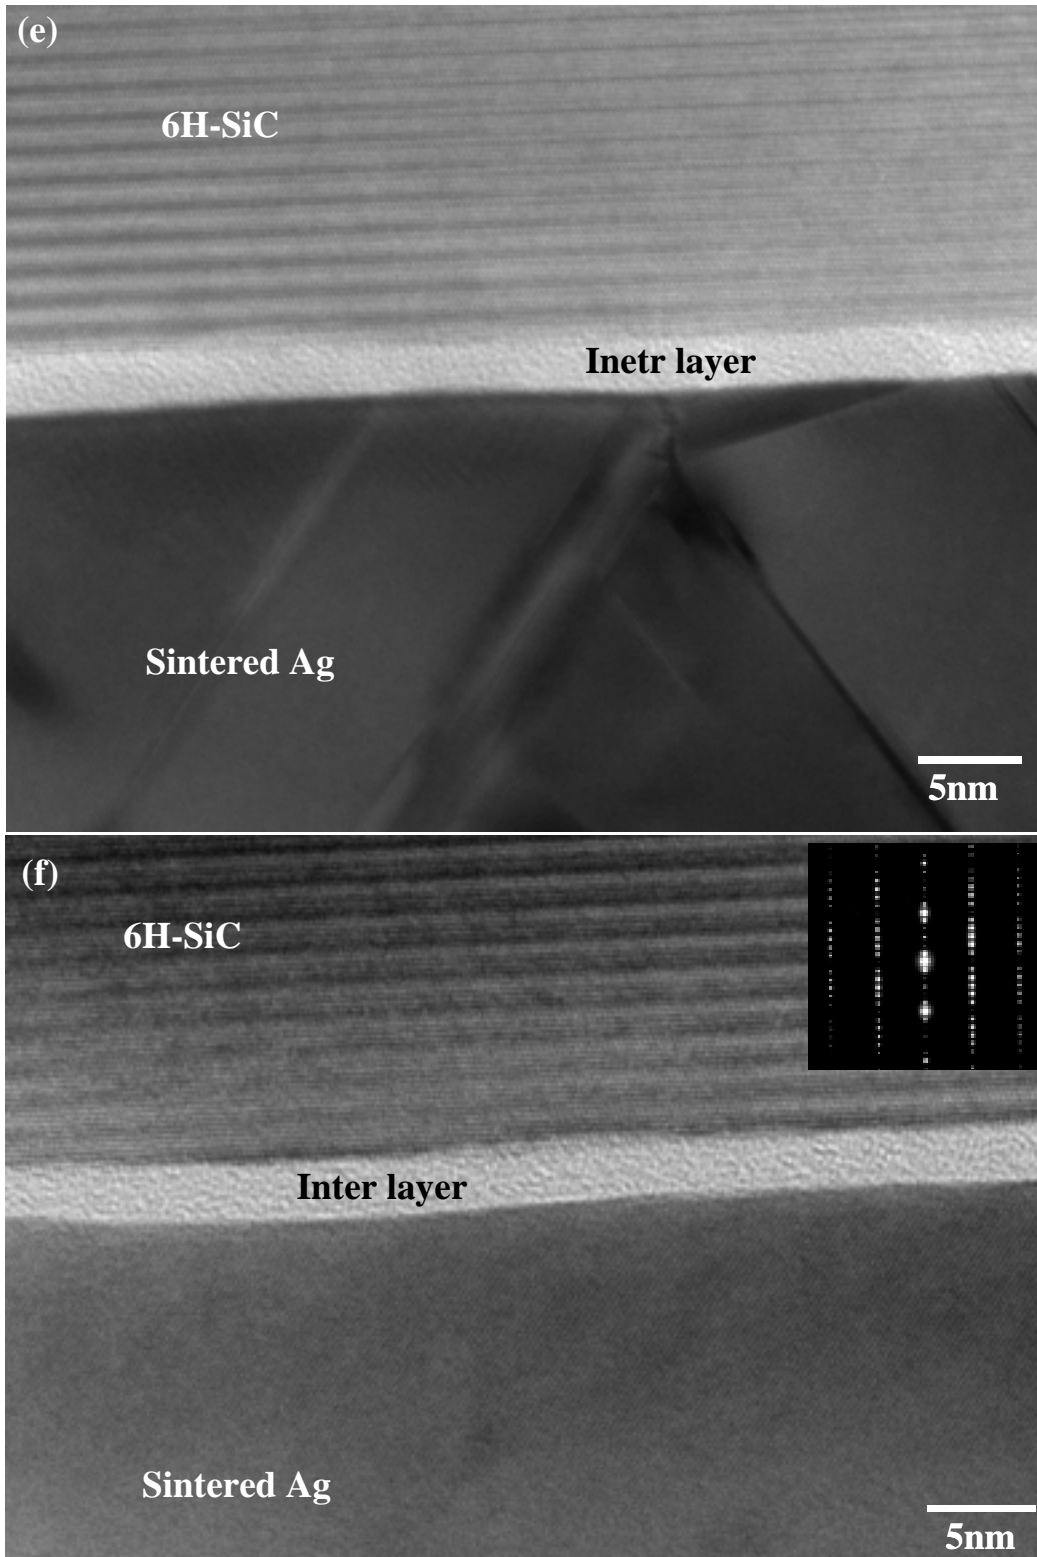 (e)
6H-SiC
Inetr layer
Sintered Ag
5nm
(f)
6H-SiC
Inter layer
Sintered Ag
5nm